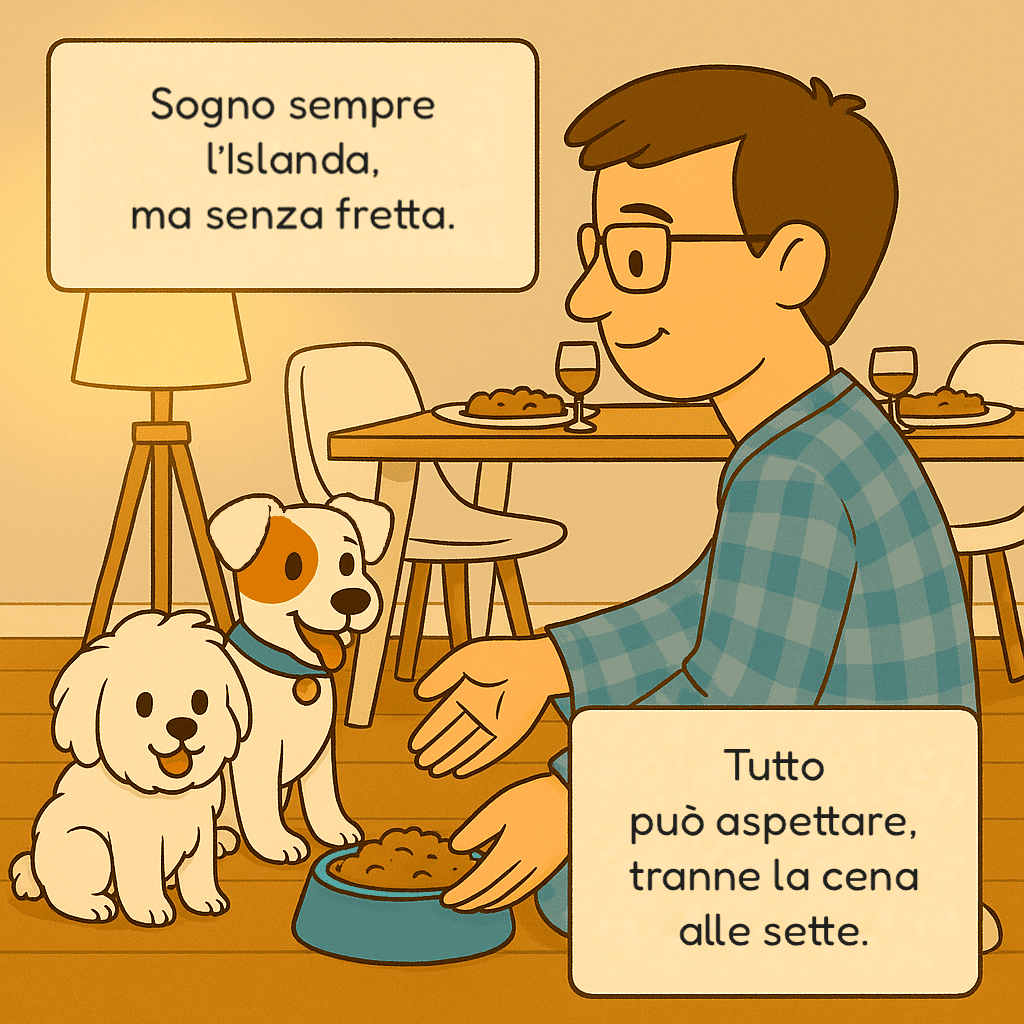 Sogno sempre
l'Islanda,
ma senza fretta.
Tutto
può aspettare,
tranne la cena
alle sette.